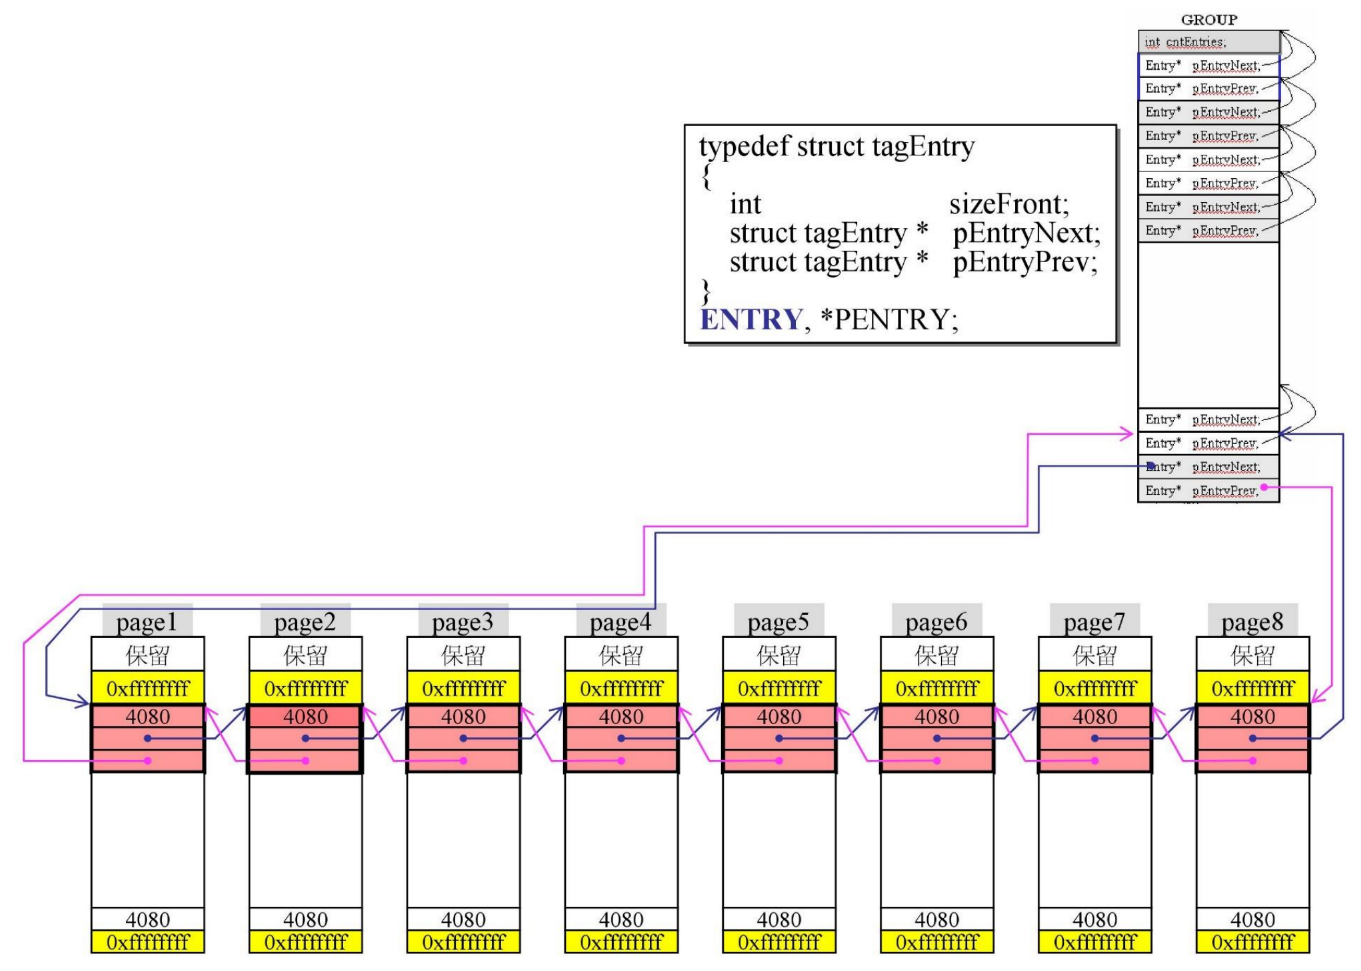 GROUP
int cntEntries;
Entry* pEntryNext;
Entry* pEntryPrev;
Entry* pEntryNext;
Entry* pEntryPrev;
Entry* pEntryNext;
Entry* pEntryPrev;
Entry* pEntryNext;
Entry* pEntryPrev;
typedef struct tagEntry
{
int sizeFront;
struct tagEntry * pEntryNext;
struct tagEntry * pEntryPrev;
}
ENTRY, *PENTRY;
Entry* pEntryNext;
Entry* pEntryPrev;
Entry* pEntryNext;
Entry* pEntryPrev;
page1 page2 page3 page4 page5 page6 page7 page8
保留 保留 保留 保留 保留 保留 保留 保留
0xffffffff 0xffffffff 0xffffffff 0xffffffff 0xffffffff 0xffffffff 0xffffffff 0xffffffff
4080 4080 4080 4080 4080 4080 4080 4080
4080 4080 4080 4080 4080 4080 4080 4080
0xffffffff 0xffffffff 0xffffffff 0xffffffff 0xffffffff 0xffffffff 0xffffffff 0xffffffff